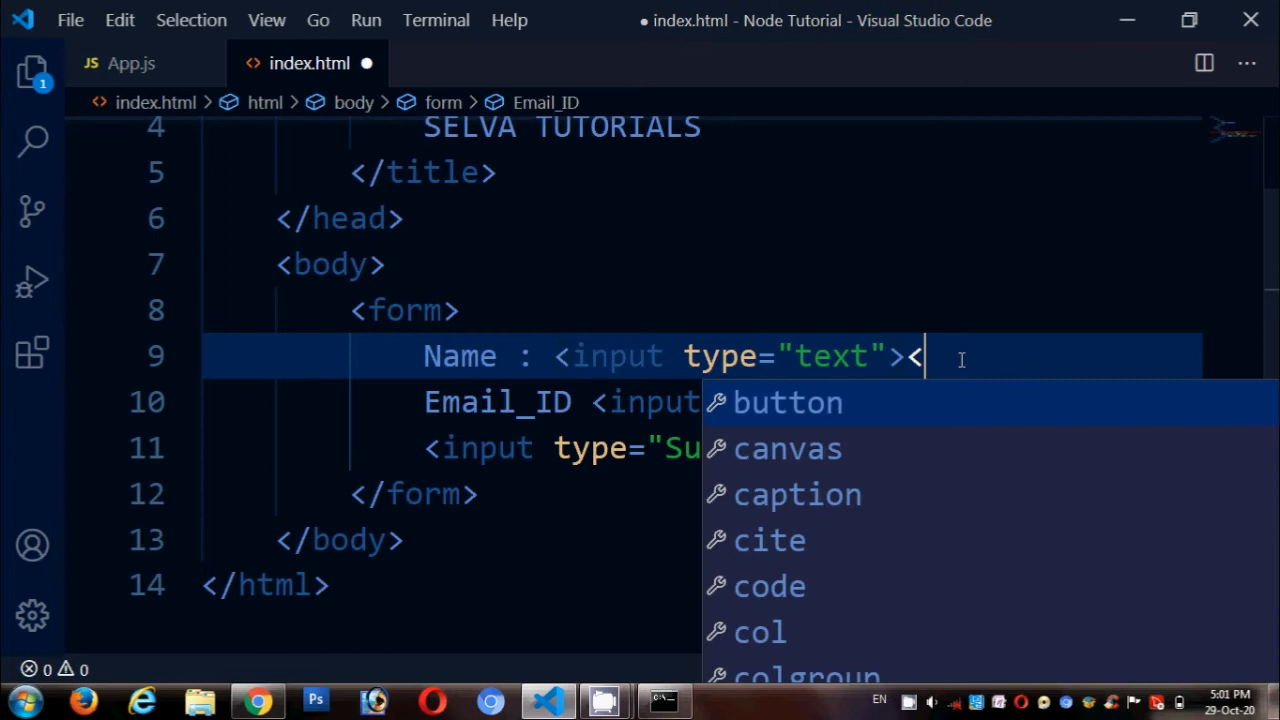 File Edit Selection View Go Run Terminal Help ● index.html - Node Tutorial - Visual Studio Code
JS App.js <> index.html ●
<> index.html > html > body > form > Email_ID
1
4 SELVA TUTORIALS
5 </title>
6 </head>
7 <body>
8 <form>
9 Name : <input type="text"><
10 Email_ID <input
11 <input type="Su
12 </form>
13 </body>
14 </html>
button
canvas
caption
cite
code
col
colgroup
0 0
Ps
C:\
EN
5:01 PM
29-Oct-20